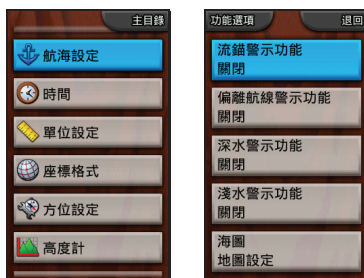 主目錄
航海設定
時間
單位設定
座標格式
方位設定
高度計
功能選項
退回
流錨警示功能
關閉
偏離航線警示功能
關閉
深水警示功能
關閉
淺水警示功能
關閉
海圖
地圖設定